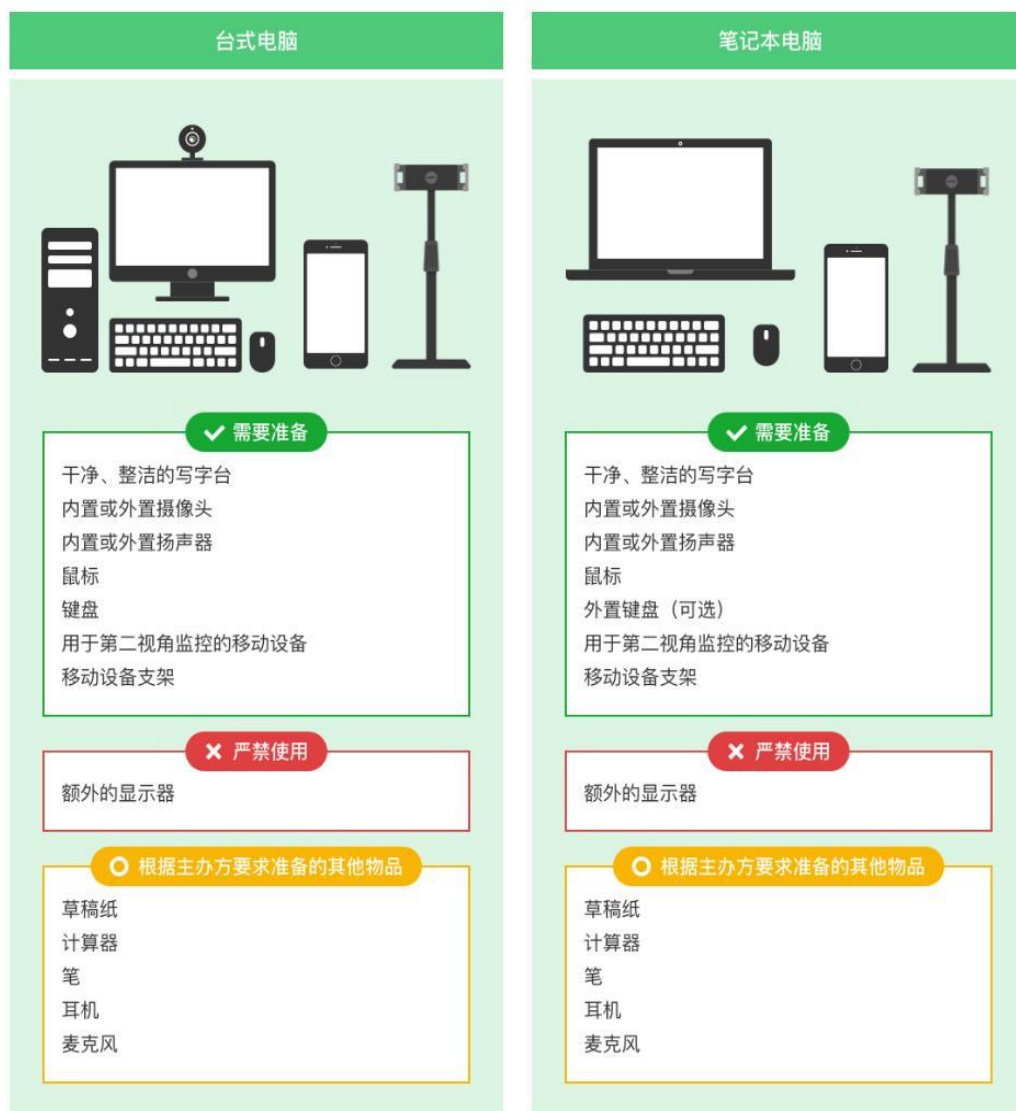 台式电脑
需要准备
干净、整洁的写字台
内置或外置摄像头
内置或外置扬声器
鼠标
键盘
用于第二视角监控的移动设备
移动设备支架
严禁使用
额外的显示器
根据主办方要求准备的其他物品
草稿纸
计算器
笔
耳机
麦克风
笔记本电脑
需要准备
干净、整洁的写字台
内置或外置摄像头
内置或外置扬声器
鼠标
外置键盘（可选）
用于第二视角监控的移动设备
移动设备支架
严禁使用
额外的显示器
根据主办方要求准备的其他物品
草稿纸
计算器
笔
耳机
麦克风